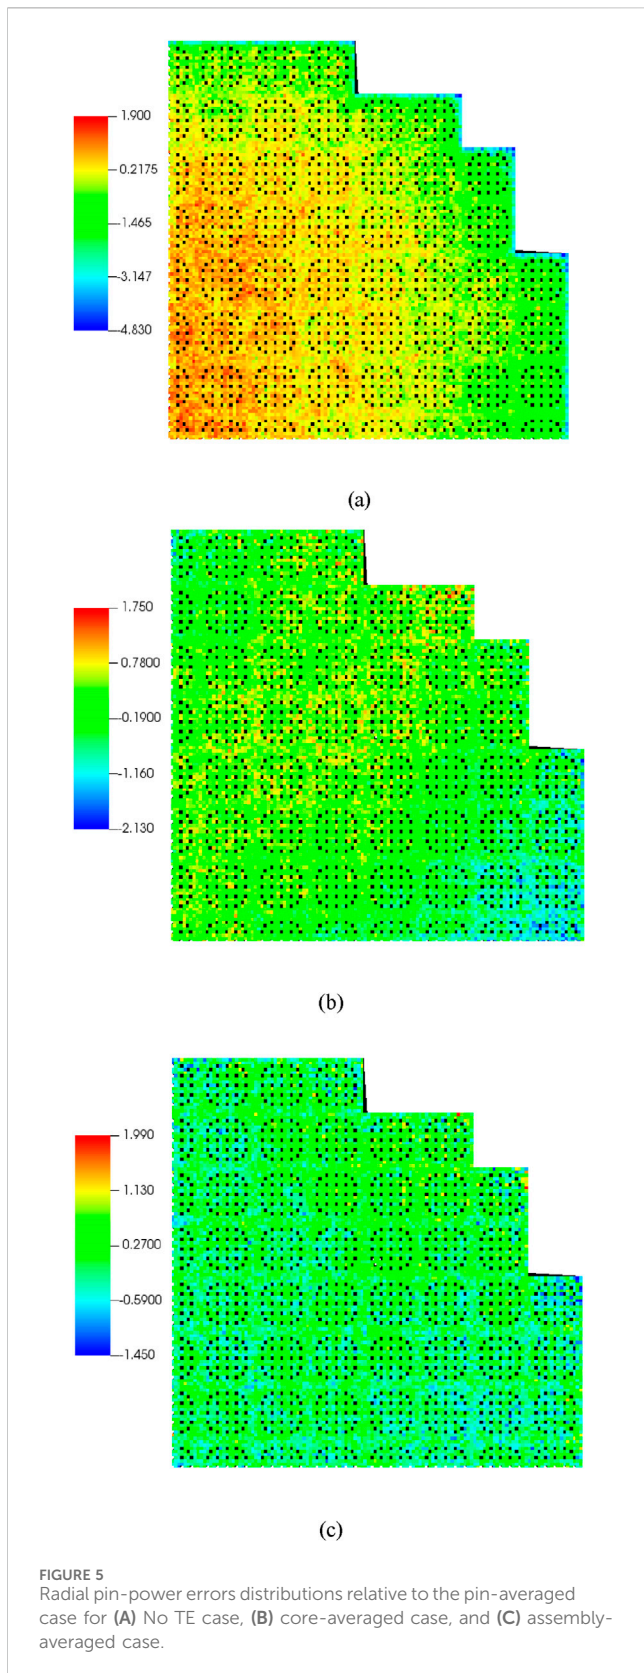 1.900
0.2175
-1.465
-3.147
-4.830
(a)
1.750
0.7800
-0.1900
-1.160
-2.130
(b)
1.990
1.130
0.2700
-0.5900
-1.450
(c)
FIGURE 5
Radial pin-power errors distributions relative to the pin-averaged
case for (A) No TE case, (B) core-averaged case, and (C) assembly-
averaged case.